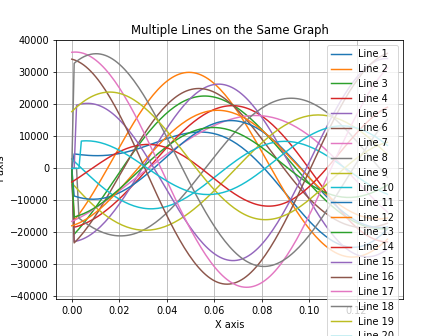 Multiple Lines on the Same Graph
40000
30000
20000
10000
0
−10000
−20000
−30000
−40000
0.00
0.02
0.04
0.06
0.08
0.10
X axis
axis
Line 1
Line 2
Line 3
Line 4
Line 5
Line 6
Line 7
Line 8
Line 9
Line 10
Line 11
Line 12
Line 13
Line 14
Line 15
Line 16
Line 17
Line 18
Line 19
Line 20